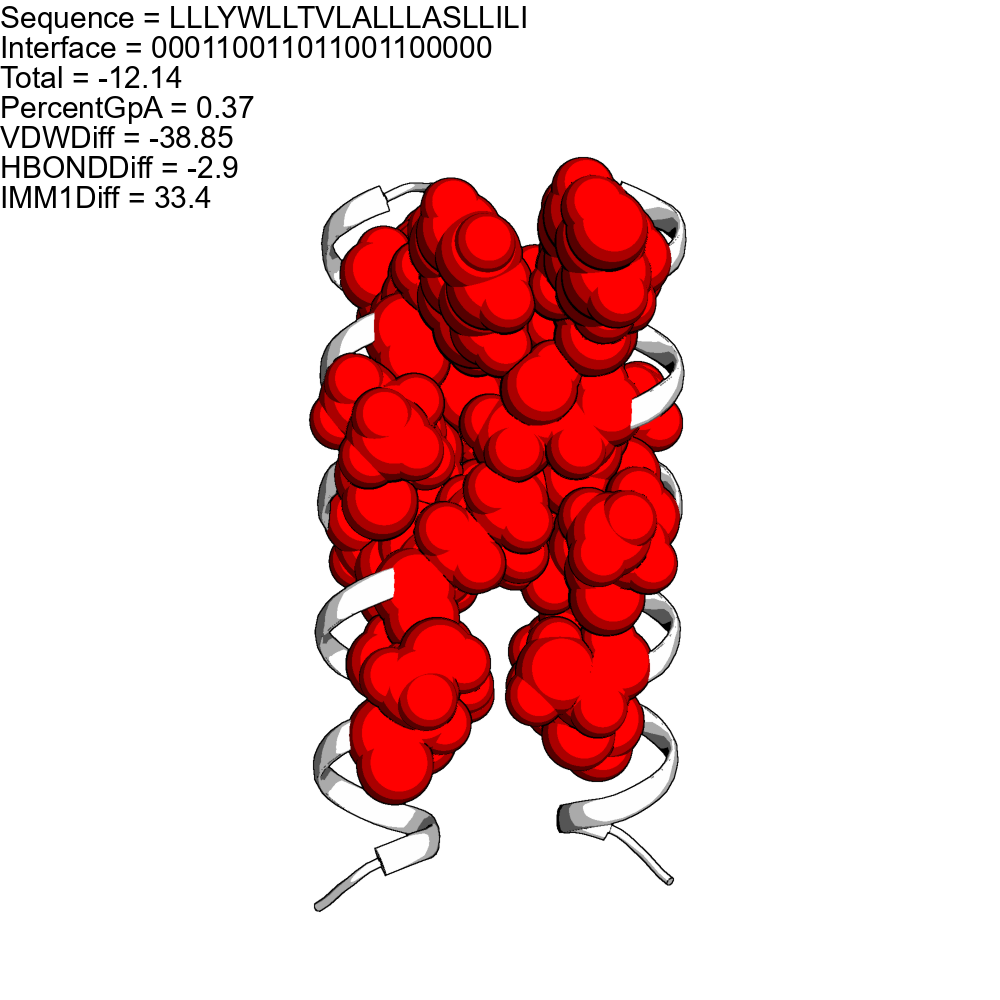 Sequence = LLLYWLLTVLALLLASLLILI
Interface = 000110011011001100000
Total = -12.14
PercentGpA = 0.37
VDWDiff = -38.85
HBONDDiff = -2.9
IMM1Diff = 33.4